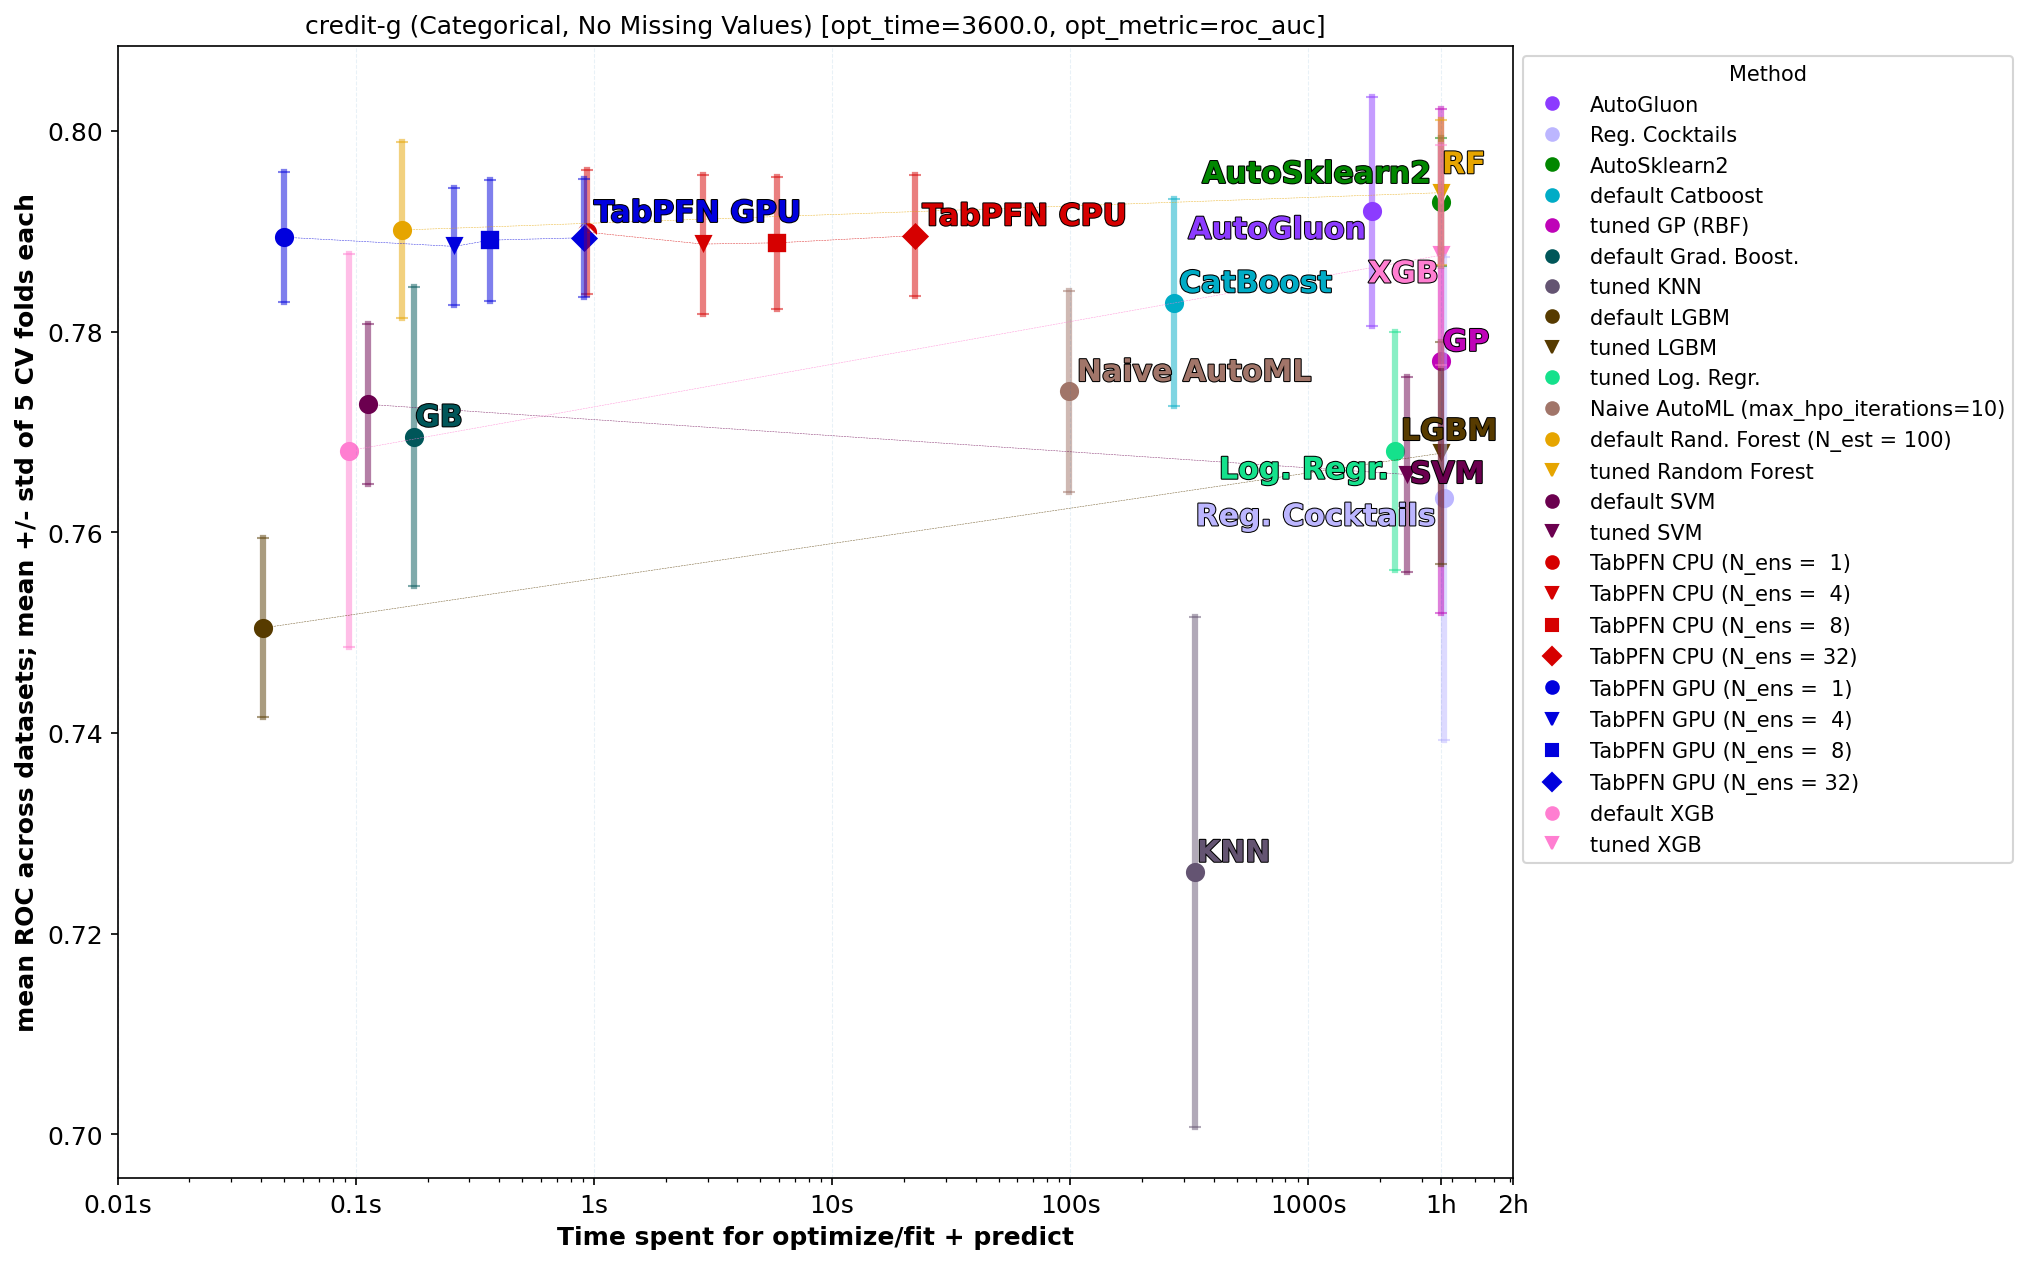 credit-g (Categorical, No Missing Values) [opt_time=3600.0, opt_metric=roc_auc]
mean ROC across datasets; mean +/- std of 5 CV folds each
0.80
0.78
0.76
0.74
0.72
0.70
RF
AutoSklearn2
TabPFN GPU
TabPFN CPU
AutoGluon
XGB
CatBoost
GP
Naive AutoML
GB
LGBM
Log. Regr.
SVM
Reg. Cocktails
KNN
0.01s
0.1s
1s
10s
100s
1000s
1h
2h
Time spent for optimize/fit + predict
Method
AutoGluon
Reg. Cocktails
AutoSklearn2
default Catboost
tuned GP (RBF)
default Grad. Boost.
tuned KNN
default LGBM
tuned LGBM
tuned Log. Regr.
Naive AutoML (max_hpo_iterations=10)
default Rand. Forest (N_est = 100)
tuned Random Forest
default SVM
tuned SVM
TabPFN CPU (N_ens =  1)
TabPFN CPU (N_ens =  4)
TabPFN CPU (N_ens =  8)
TabPFN CPU (N_ens = 32)
TabPFN GPU (N_ens =  1)
TabPFN GPU (N_ens =  4)
TabPFN GPU (N_ens =  8)
TabPFN GPU (N_ens = 32)
default XGB
tuned XGB